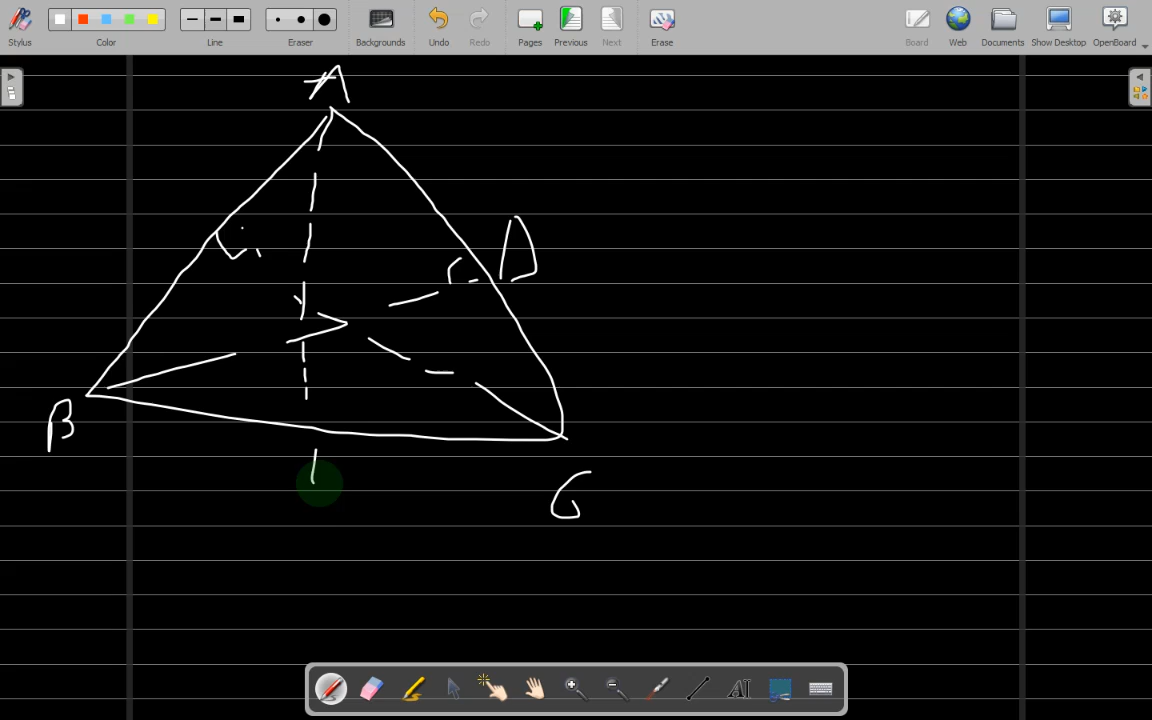 Stylus Color Line Eraser Backgrounds Undo Redo Pages Previous Next Erase Board Web Documents Show Desktop OpenBoard
A
D
B
C